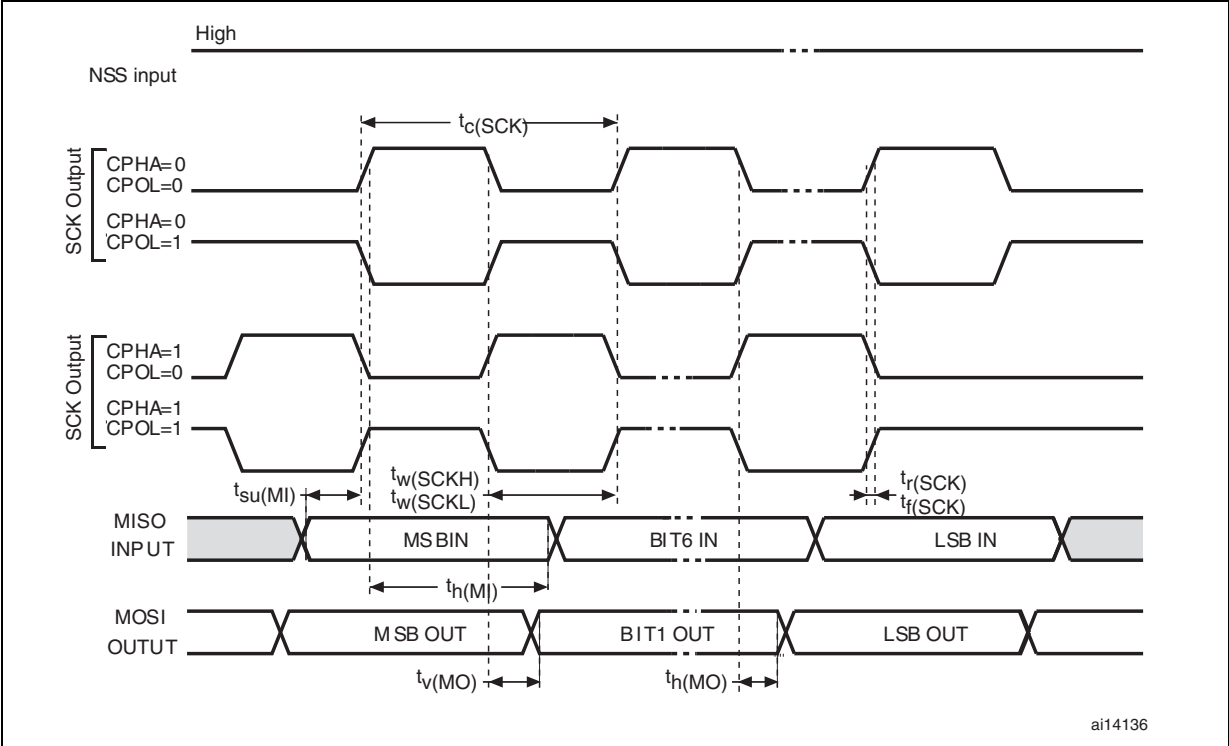 High
NSS input
tc(SCK)
SCK Output
CPHA=0
CPOL=0
CPHA=0
CPOL=1
SCK Output
CPHA=1
CPOL=0
CPHA=1
CPOL=1
tsu(MI)
tw(SCKH)
tw(SCKL)
tr(SCK)
tf(SCK)
MISO
INPUT
MSBIN
BIT6 IN
LSB IN
th(MI)
MOSI
OUTUT
MSB OUT
BIT1 OUT
LSB OUT
tv(MO)
th(MO)
ai14136